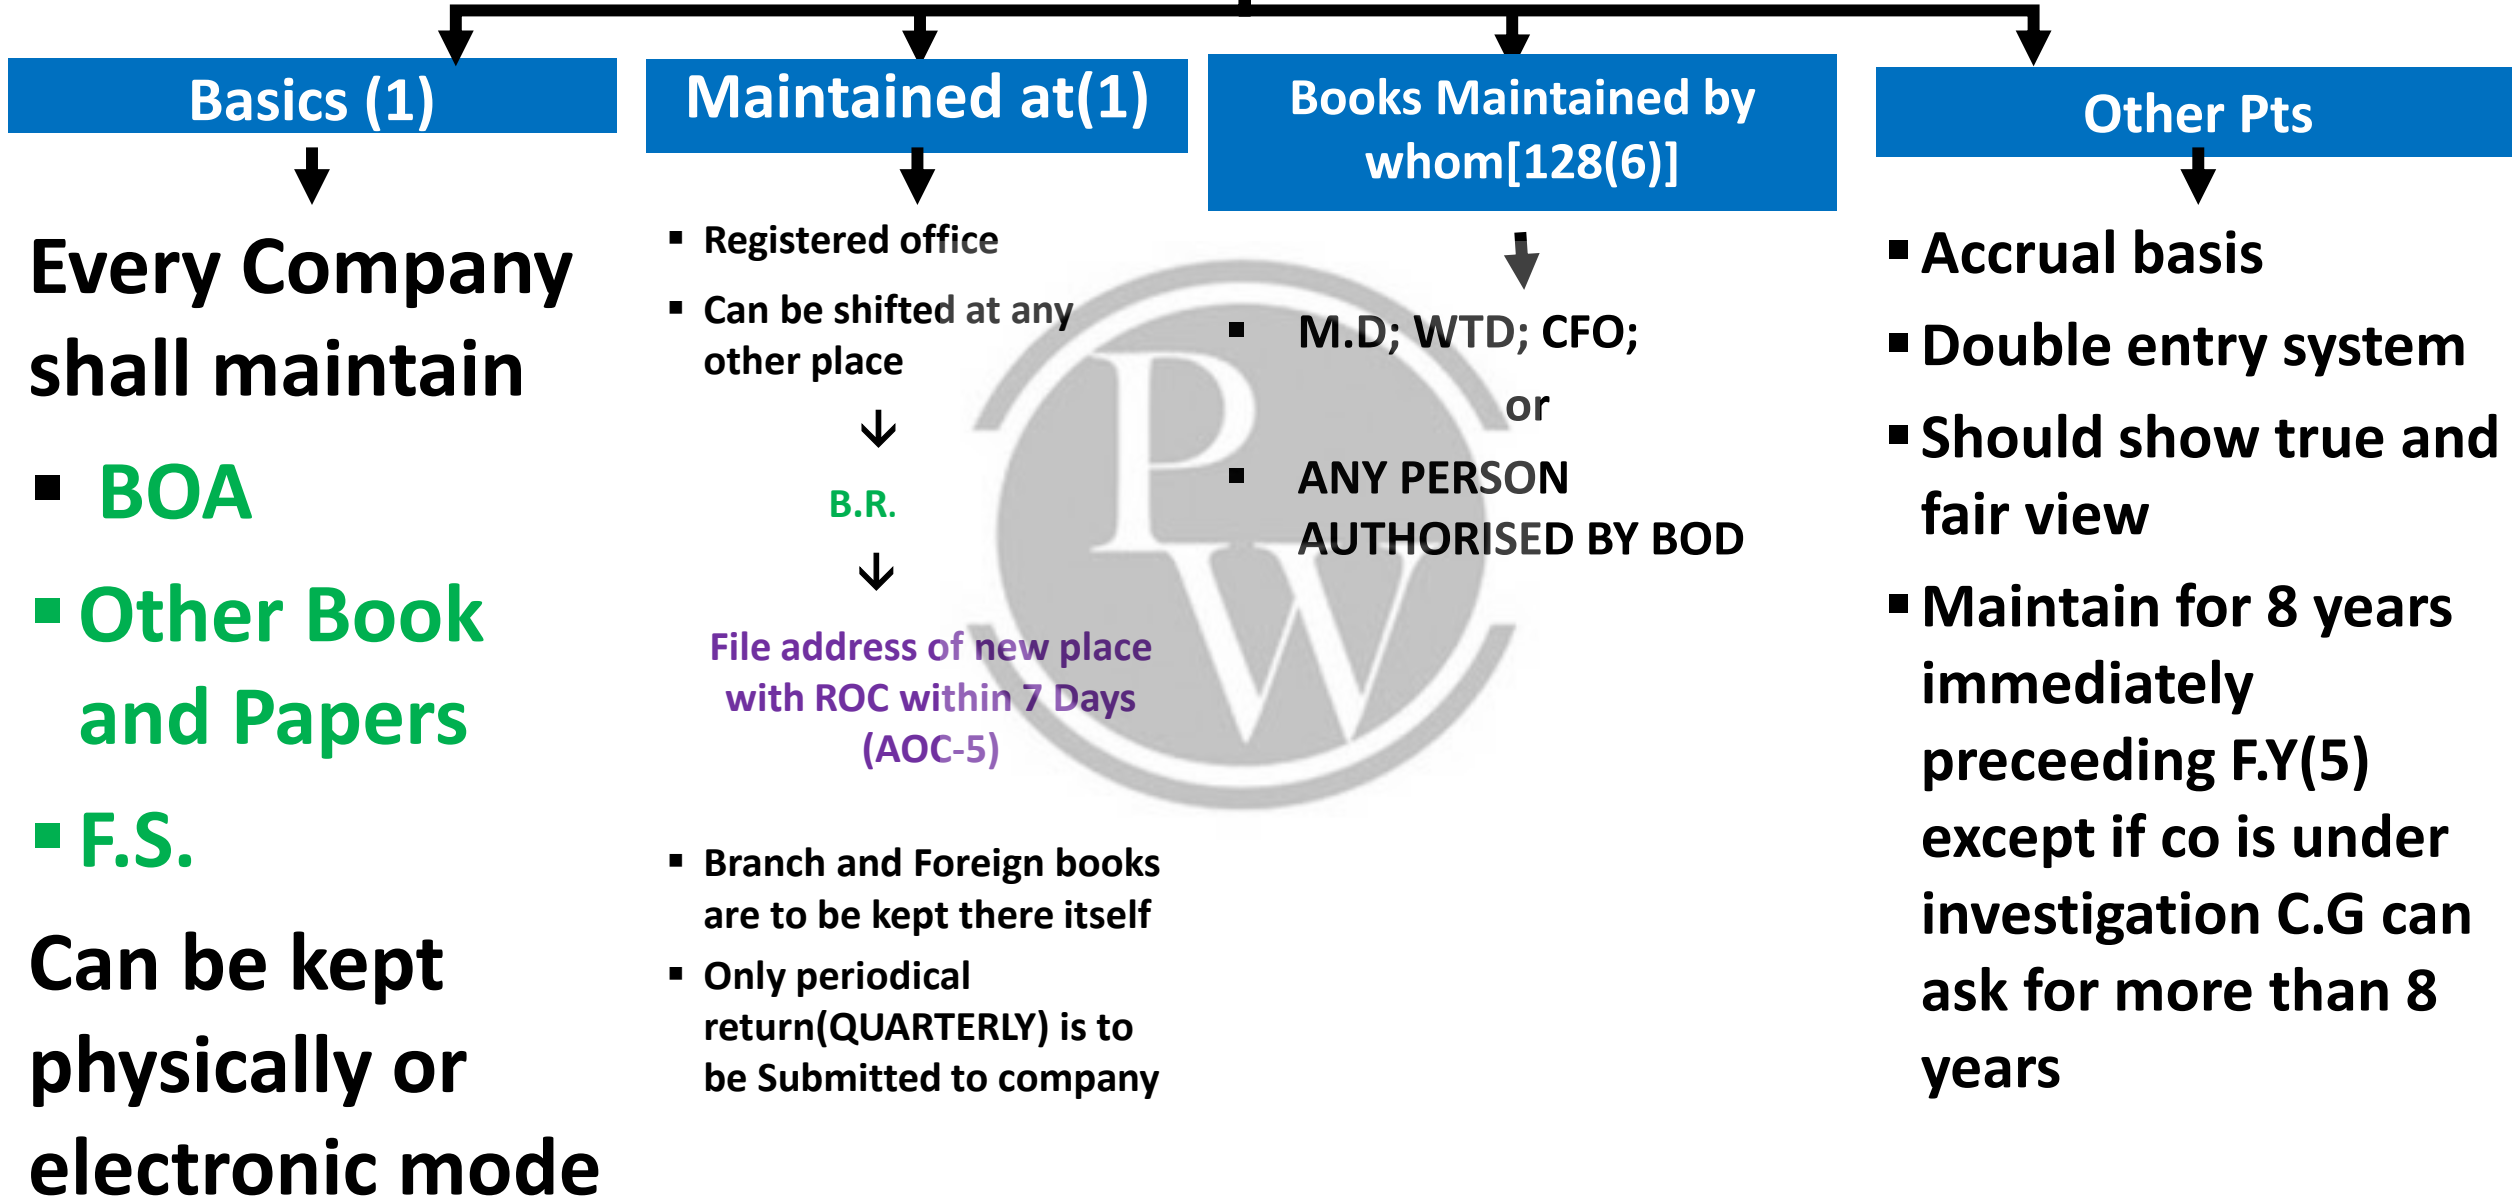 Basics (1)
Every Company
shall maintain
▪ BOA
▪ Other Book
and Papers
▪ F.S.
Can be kept
physically or
electronic mode
Maintained at(1)
▪ Registered office
▪ Can be shifted at any
other place
↓
B.R.
↓
File address of new place
with ROC within 7 Days
(AOC-5)
▪ Branch and Foreign books
are to be kept there itself
▪ Only periodical
return(QUARTERLY) is to
be Submitted to company
Books Maintained by
whom[128(6)]
▪ M.D; WTD; CFO;
or
▪ ANY PERSON
AUTHORISED BY BOD
Other Pts
▪ Accrual basis
▪ Double entry system
▪ Should show true and
fair view
▪ Maintain for 8 years
immediately
preceeding F.Y(5)
except if co is under
investigation C.G can
ask for more than 8
years
PW